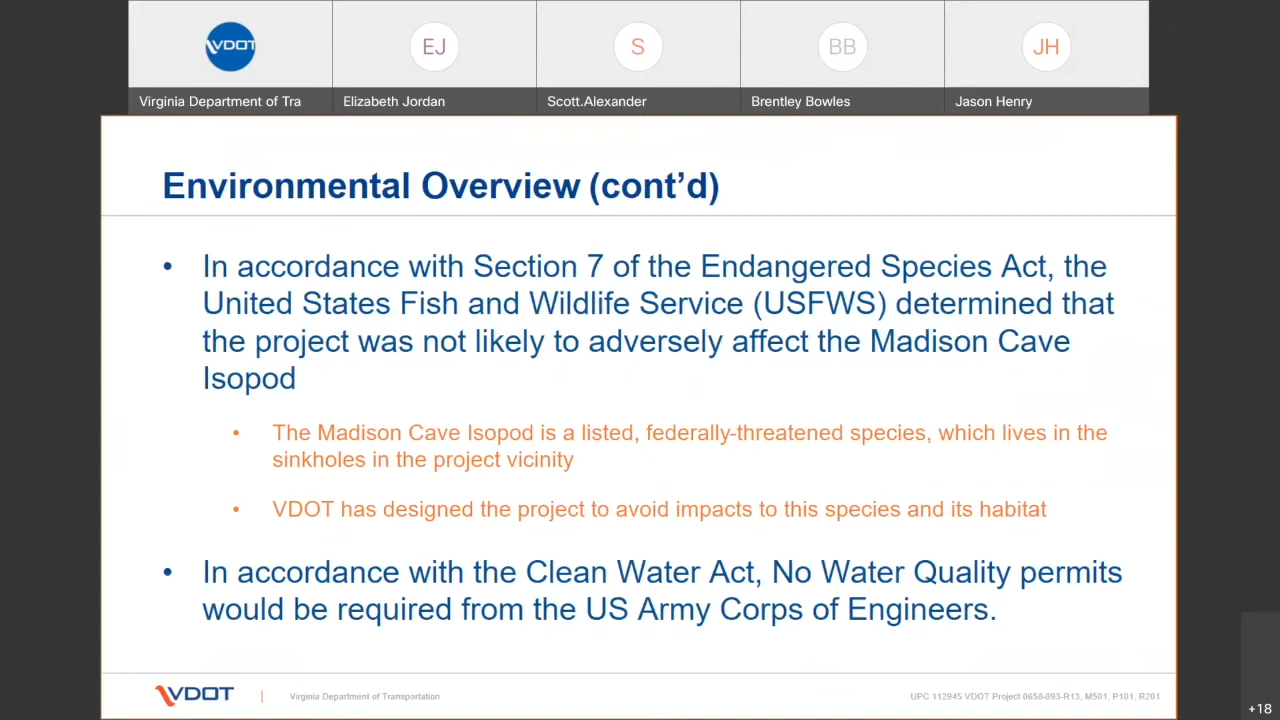 VDOT
EJ
S
BB
JH
Virginia Department of Tra
Elizabeth Jordan
Scott.Alexander
Brentley Bowles
Jason Henry
Environmental Overview (cont’d)
• In accordance with Section 7 of the Endangered Species Act, the
United States Fish and Wildlife Service (USFWS) determined that
the project was not likely to adversely affect the Madison Cave
Isopod
• The Madison Cave Isopod is a listed, federally-threatened species, which lives in the
sinkholes in the project vicinity
• VDOT has designed the project to avoid impacts to this species and its habitat
• In accordance with the Clean Water Act, No Water Quality permits
would be required from the US Army Corps of Engineers.
VDOT
Virginia Department of Transportation
UPC 112945 VDOT Project 0658-093-R13, M501, P101, R201
+18